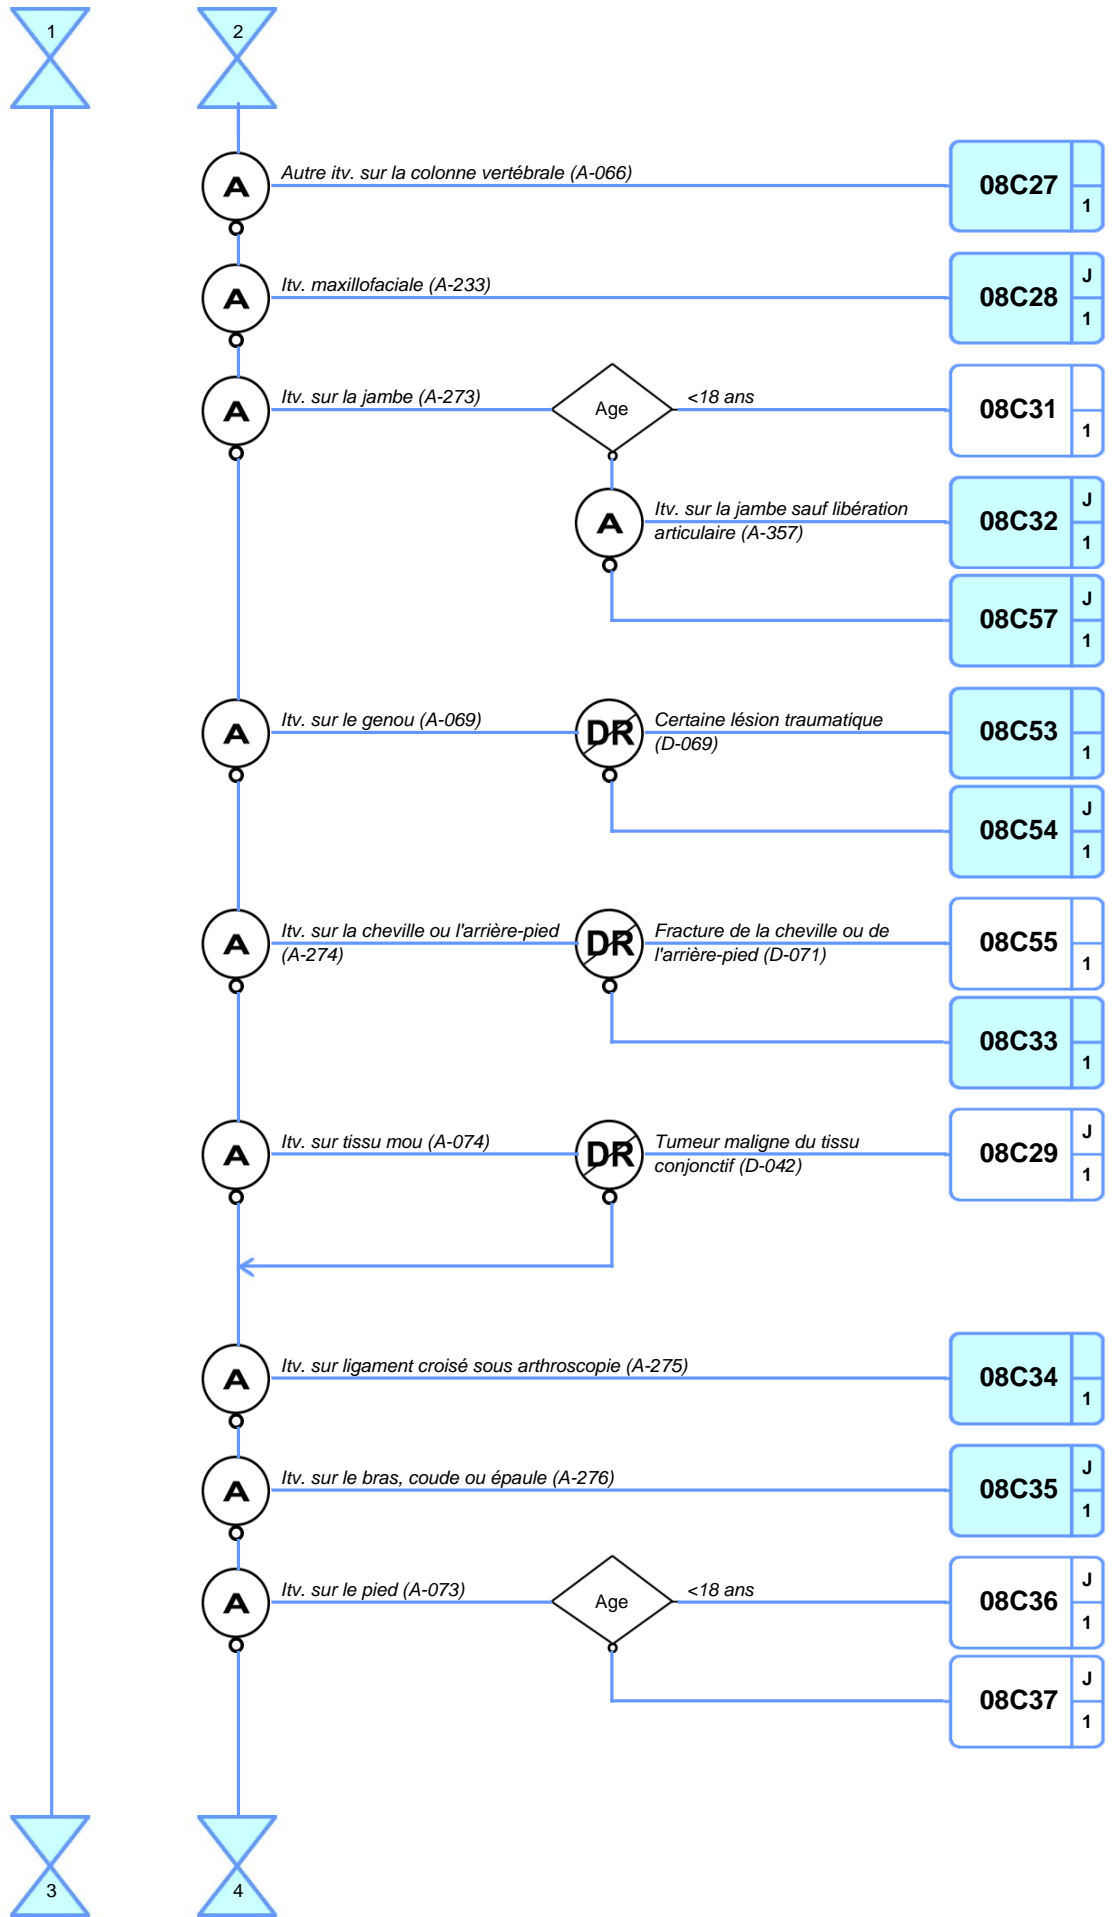 1
2
A
Autre itv. sur la colonne vertébrale (A-066)
08C27
1
A
Itv. maxillofaciale (A-233)
08C28
J
1
A
Itv. sur la jambe (A-273)
Age
<18 ans
08C31
1
A
Itv. sur la jambe sauf libération
articulaire (A-357)
08C32
J
1
08C57
J
1
A
Itv. sur le genou (A-069)
DR
Certaine lésion traumatique
(D-069)
08C53
1
08C54
J
1
A
Itv. sur la cheville ou l'arrière-pied
(A-274)
DR
Fracture de la cheville ou de
l'arrière-pied (D-071)
08C55
1
08C33
1
A
Itv. sur tissu mou (A-074)
DR
Tumeur maligne du tissu
conjonctif (D-042)
08C29
J
1
A
Itv. sur ligament croisé sous arthroscopie (A-275)
08C34
1
A
Itv. sur le bras, coude ou épaule (A-276)
08C35
J
1
A
Itv. sur le pied (A-073)
Age
<18 ans
08C36
J
1
08C37
J
1
3
4